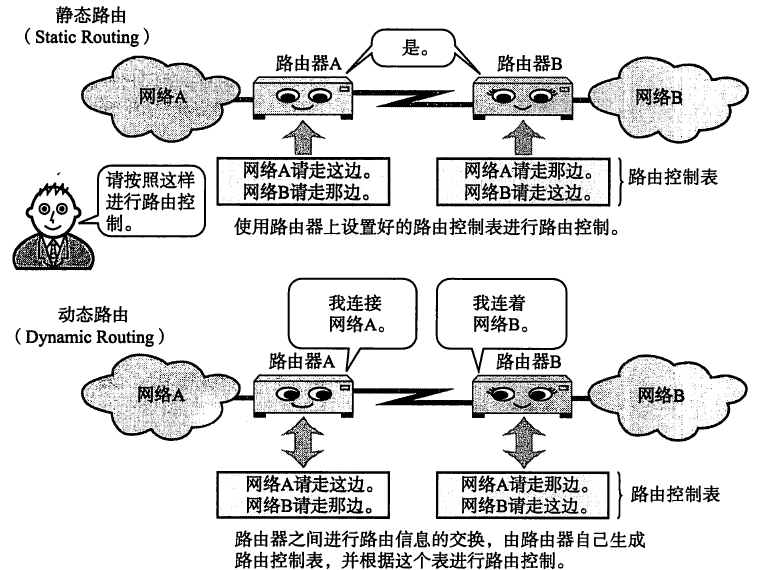 静态路由
（Static Routing）
路由器A
是。
路由器B
网络A
网络B
网络A请走这边。
网络B请走那边。
网络A请走那边。
网络B请走这边。
路由控制表
请按照这样
进行路由控
制。
使用路由器上设置好的路由控制表进行路由控制。
动态路由
（Dynamic Routing）
我连接
网络A。
我连着
网络B。
路由器A
路由器B
网络A
网络B
网络A请走这边。
网络B请走那边。
网络A请走那边。
网络B请走这边。
路由控制表
路由器之间进行路由信息的交换，由路由器自己生成
路由控制表，并根据这个表进行路由控制。